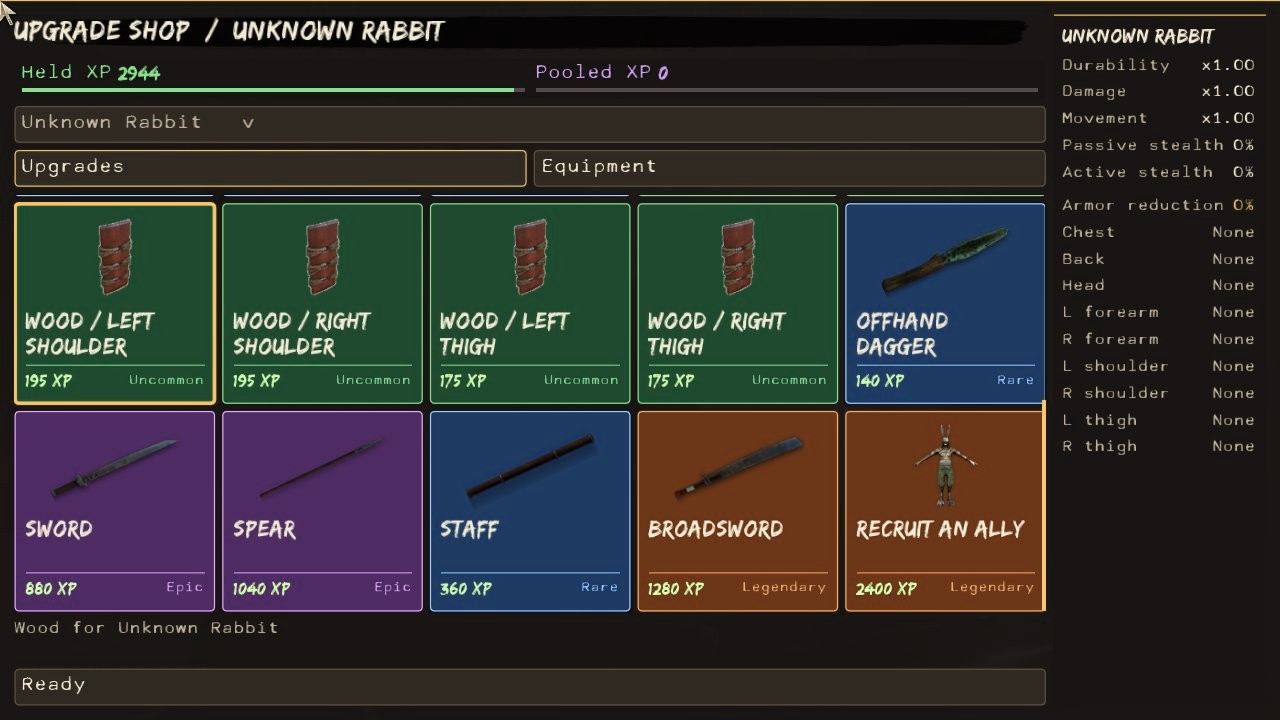 UPGRADE SHOP / UNKNOWN RABBIT
Held XP 2944
Pooled XP 0
Unknown Rabbit v
Upgrades
Equipment
WOOD / LEFT
SHOULDER
195 XP Uncommon
WOOD / RIGHT
SHOULDER
195 XP Uncommon
WOOD / LEFT
THIGH
175 XP Uncommon
WOOD / RIGHT
THIGH
175 XP Uncommon
OFFHAND
DAGGER
140 XP Rare
SWORD
880 XP Epic
SPEAR
1040 XP Epic
STAFF
360 XP Rare
BROADSWORD
1280 XP Legendary
RECRUIT AN ALLY
2400 XP Legendary
Wood for Unknown Rabbit
Ready
UNKNOWN RABBIT
Durability x1.00
Damage x1.00
Movement x1.00
Passive stealth 0%
Active stealth 0%
Armor reduction 0%
Chest None
Back None
Head None
L forearm None
R forearm None
L shoulder None
R shoulder None
L thigh None
R thigh None